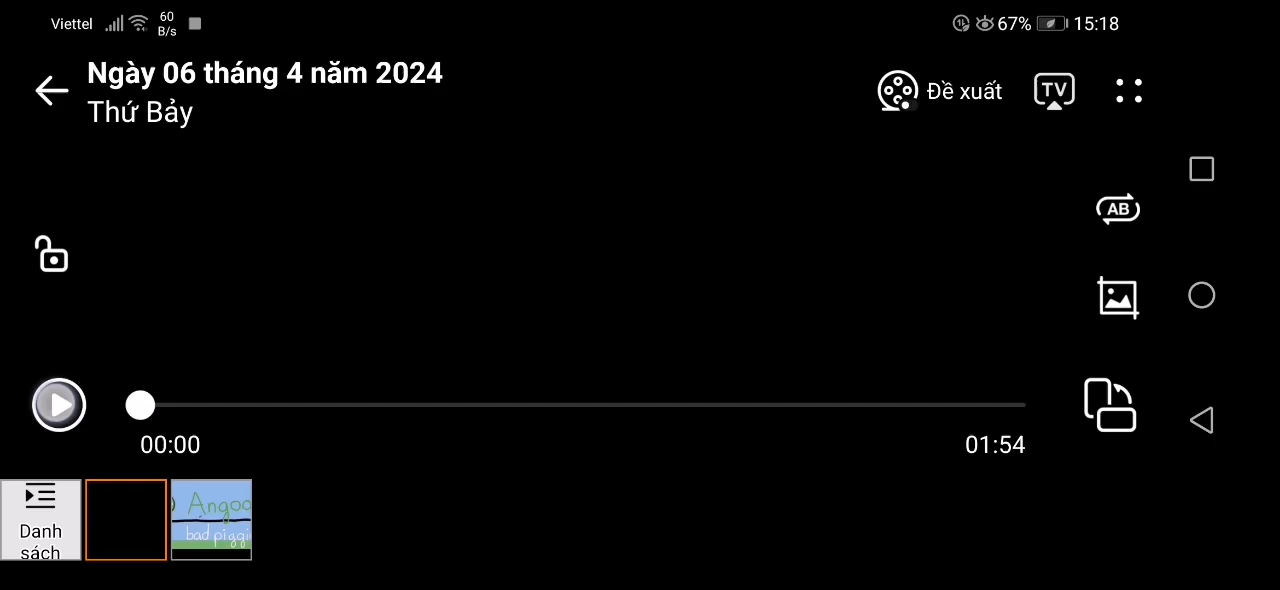 Viettel 60 B/s 67% 15:18
Ngày 06 tháng 4 năm 2024
Thứ Bảy
Đề xuất
TV
AB
00:00 01:54
Danh
sách
Angoo
bad piggi